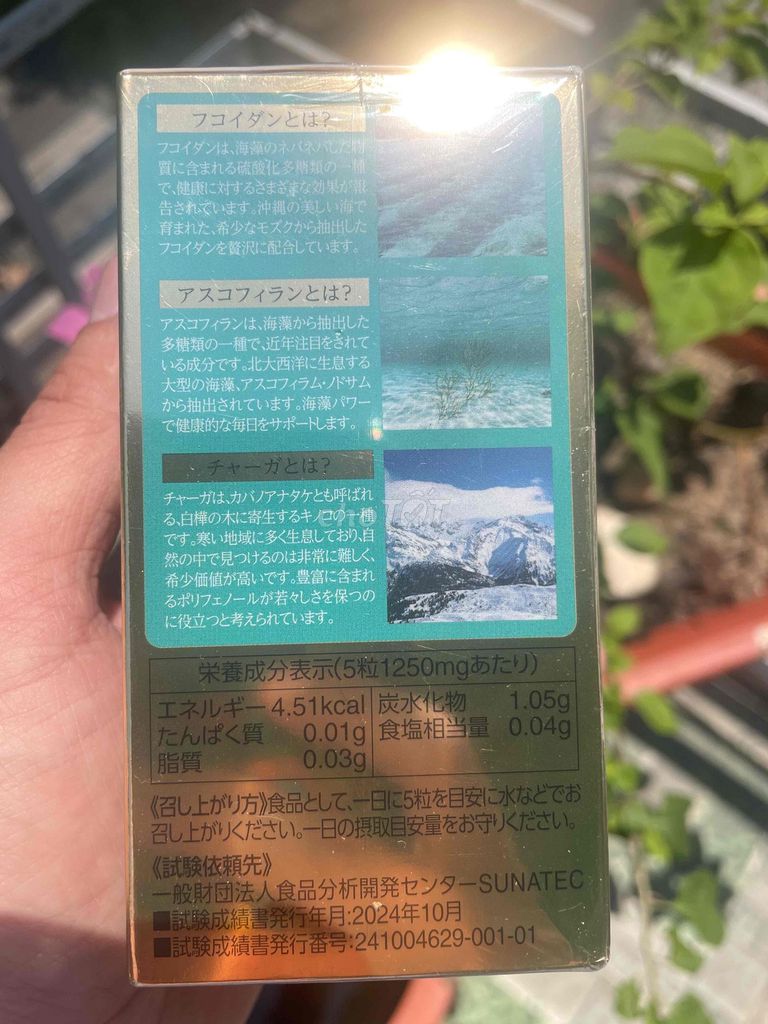 フコイダンとは?
フコイダンは、海藻のネバネバした物
質に含まれる硫酸化多糖類の一種
で、健康に対するさまざまな効果が報
告されています。沖縄の美しい海で
育まれた、希少なモズクから抽出した
フコイダンを贅沢に配合しています。
アスコフィランとは?
アスコフィランは、海藻から抽出した
多糖類の一種で、近年注目をされて
いる成分です。北大西洋に生息する
大型の海藻、アスコフィラム・ノドサム
から抽出されています。海藻パワー
で健康的な毎日をサポートします。
チャーガとは?
チャーガは、カバノアナタケとも呼ばれ
る、白樺の木に寄生するキノコの一種
です。寒い地域に多く生息しており、自
然の中で見つけるのは非常に難しく、
希少価値が高いです。豊富に含まれ
るポリフェノールが若々しさを保つの
に役立つと考えられています。
chợTỐT
栄養成分表示(5粒1250mgあたり)
エネルギー 4.51kcal 炭水化物 1.05g
たんぱく質 0.01g 食塩相当量 0.04g
脂質 0.03g
《召し上がり方》食品として、一日に5粒を目安に水などでお
召し上がりください。一日の摂取目安量をお守りください。
《試験依頼先》
一般財団法人食品分析開発センターSUNATEC
■試験成績書発行年月:2024年10月
■試験成績書発行番号:241004629-001-01